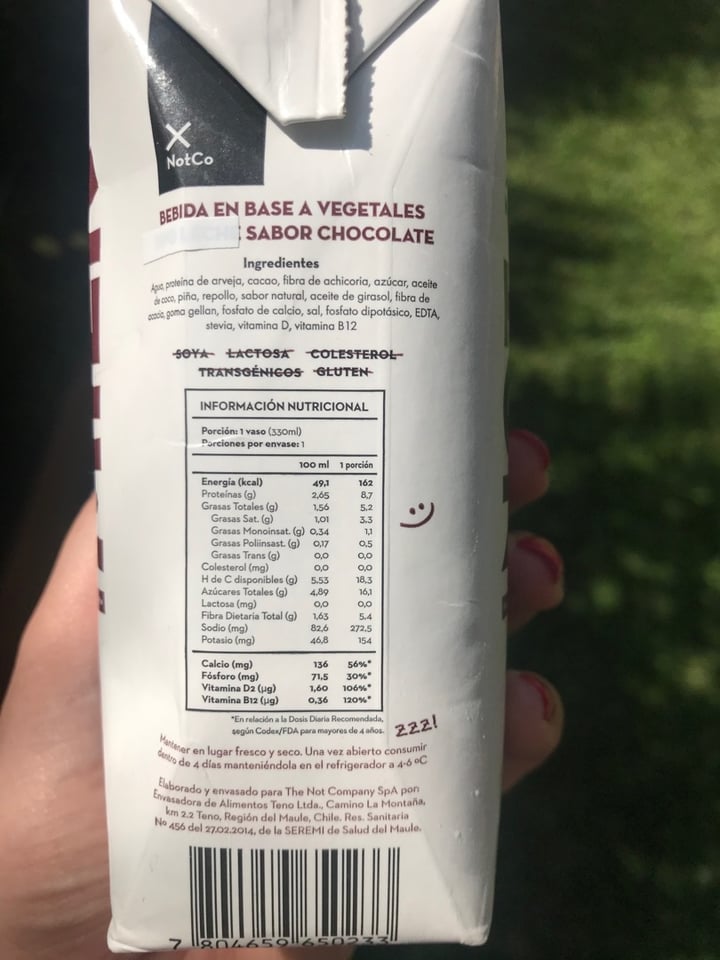 NotCo
BEBIDA EN BASE A VEGETALES
SABOR CHOCOLATE
Ingredientes
Agua, proteína de arveja, cacao, fibra de achicoria, azúcar, aceite
de coco, piña, repollo, sabor natural, aceite de girasol, fibra de
acacia, goma gellan, fosfato de calcio, sal, fosfato dipotásico, EDTA,
stevia, vitamina D, vitamina B12
SOYA LACTOSA COLESTEROL
TRANSGÉNICOS GLUTEN
INFORMACIÓN NUTRICIONAL
Porción: 1 vaso (330ml)
Porciones por envase: 1
100 ml 1 porción
Energía (kcal) 49,1 162
Proteínas (g) 2,65 8,7
Grasas Totales (g) 1,56 5,2
Grasas Sat. (g) 1,01 3,3
Grasas Monoinsat. (g) 0,34 1,1
Grasas Poliinsast. (g) 0,17 0,5
Grasas Trans (g) 0,0 0,0
Colesterol (mg) 0,0 0,0
H de C disponibles (g) 5,53 18,3
Azúcares Totales (g) 4,89 16,1
Lactosa (mg) 0,0 0,0
Fibra Dietaria Total (g) 1,63 5,4
Sodio (mg) 82,6 272,5
Potasio (mg) 46,8 154
Calcio (mg) 136 56%*
Fósforo (mg) 71,5 30%*
Vitamina D2 (µg) 1,60 106%*
Vitamina B12 (µg) 0,36 120%*
*En relación a la Dosis Diaria Recomendada,
según Codex/FDA para mayores de 4 años.
zzz!
Mantener en lugar fresco y seco. Una vez abierto consumir
dentro de 4 días manteniéndola en el refrigerador a 4-6 ºC
Elaborado y envasado para The Not Company SpA por:
Envasadora de Alimentos Teno Ltda., Camino La Montaña,
km 2.2 Teno, Región del Maule, Chile. Res. Sanitaria
Nº 456 del 27.02.2014, de la SEREMI de Salud del Maule.
7 804659 650233